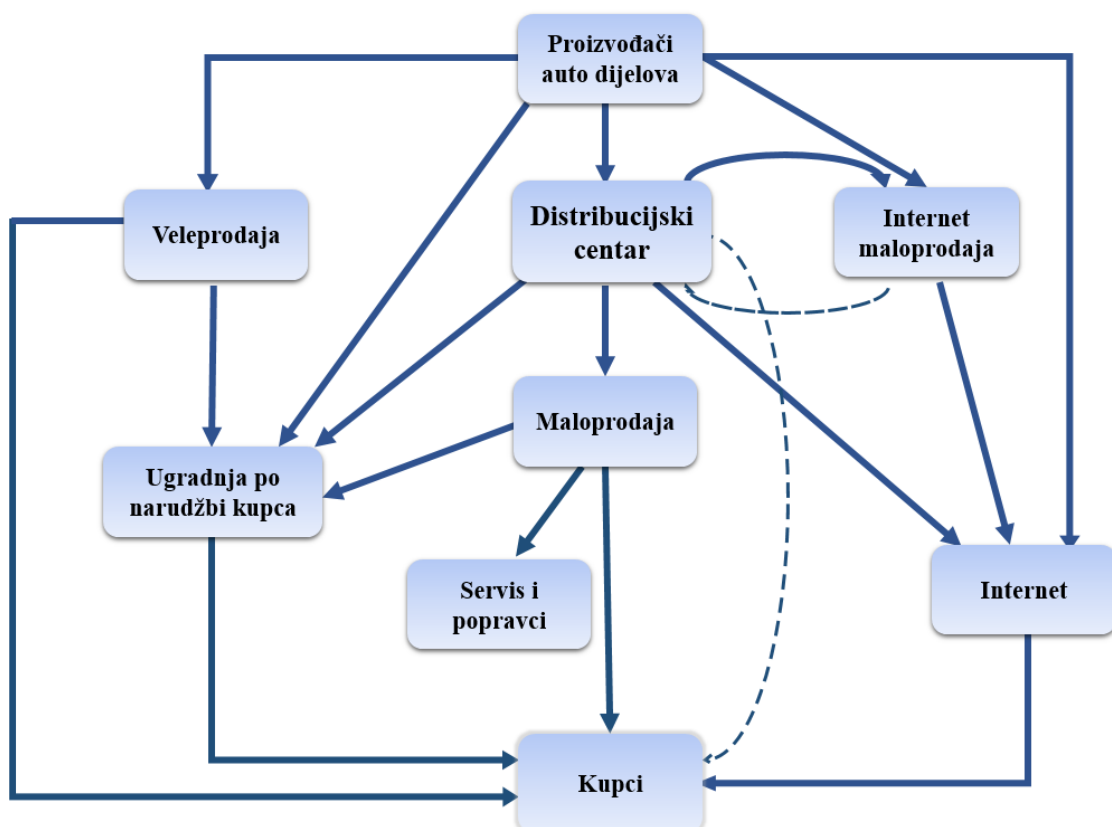 Proizvođači
auto dijelova
Veleprodaja
Distribucijski
centar
Internet
maloprodaja
Maloprodaja
Ugradnja po
narudžbi kupca
Servis i
popravci
Internet
Kupci